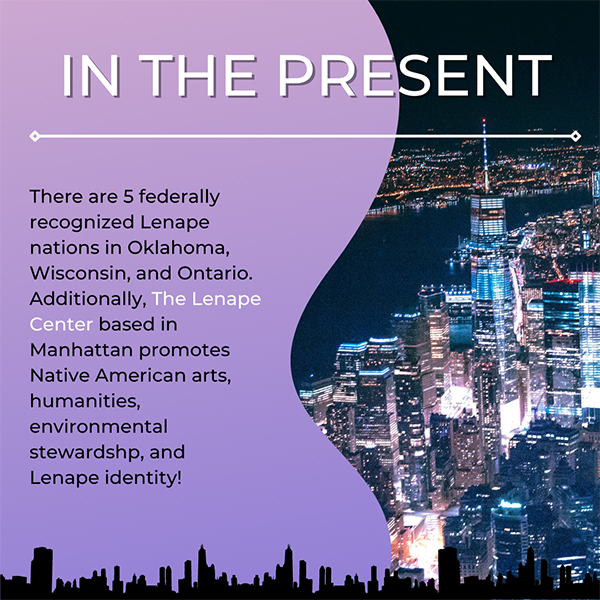 IN THE PRESENT
There are 5 federally
recognized Lenape
nations in Oklahoma,
Wisconsin, and Ontario.
Additionally, The Lenape
Center based in
Manhattan promotes
Native American arts,
humanities,
environmental
stewardshp, and
Lenape identity!